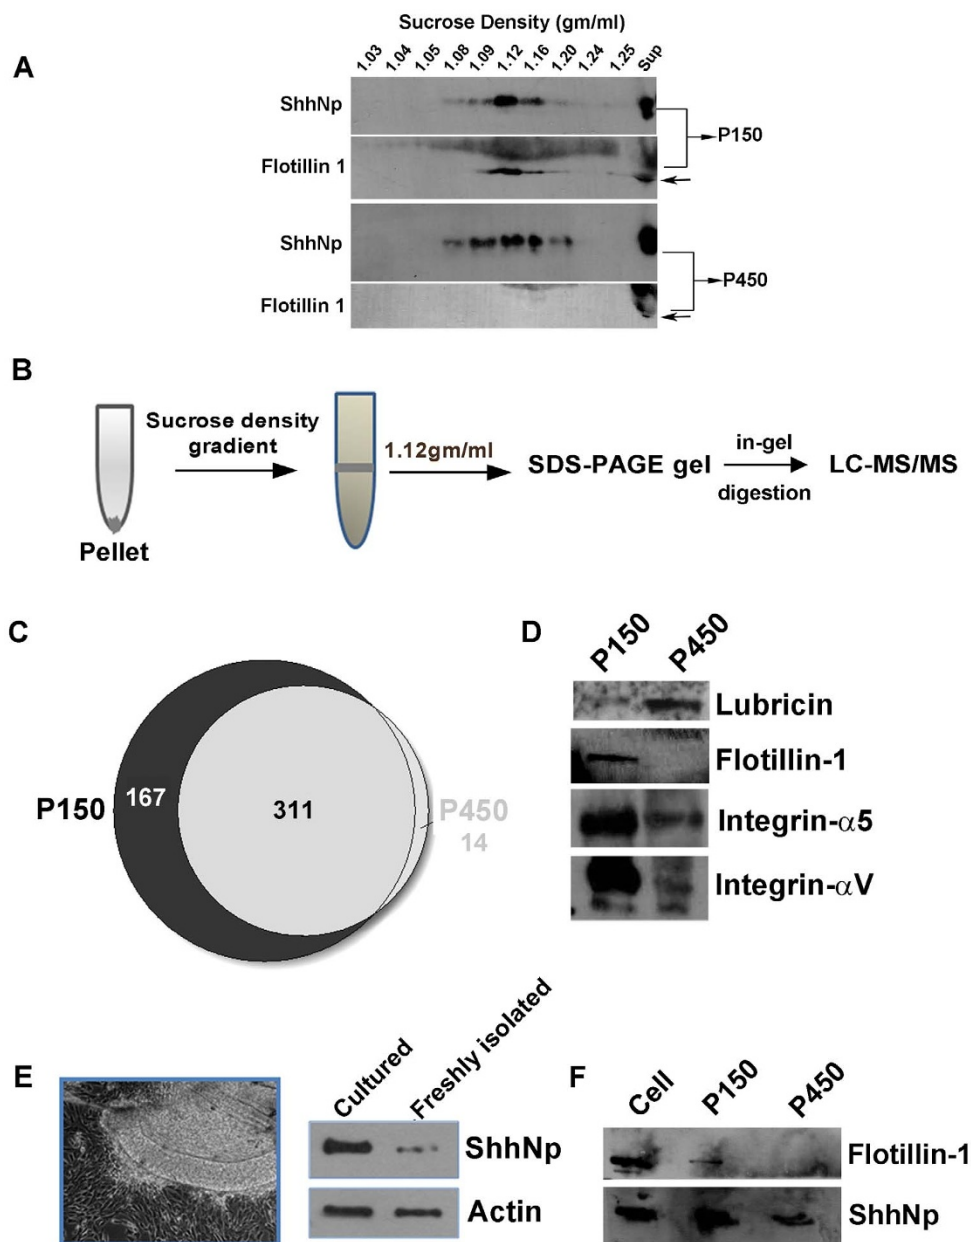 Sucrose Density (gm/ml)
1.03 1.04 1.05 1.08 1.09 1.12 1.16 1.20 1.24 1.25 Sup
A
ShhNp
P150
Flotillin 1
ShhNp
P450
Flotillin 1
B
Sucrose density
gradient
1.12gm/ml
SDS-PAGE gel
in-gel
digestion
LC-MS/MS
Pellet
C
P150
167
311
P450
14
D
P150 P450
Lubricin
Flotillin-1
Integrin-α5
Integrin-αV
E
Cultured Freshly isolated
ShhNp
Actin
F
Cell P150 P450
Flotillin-1
ShhNp